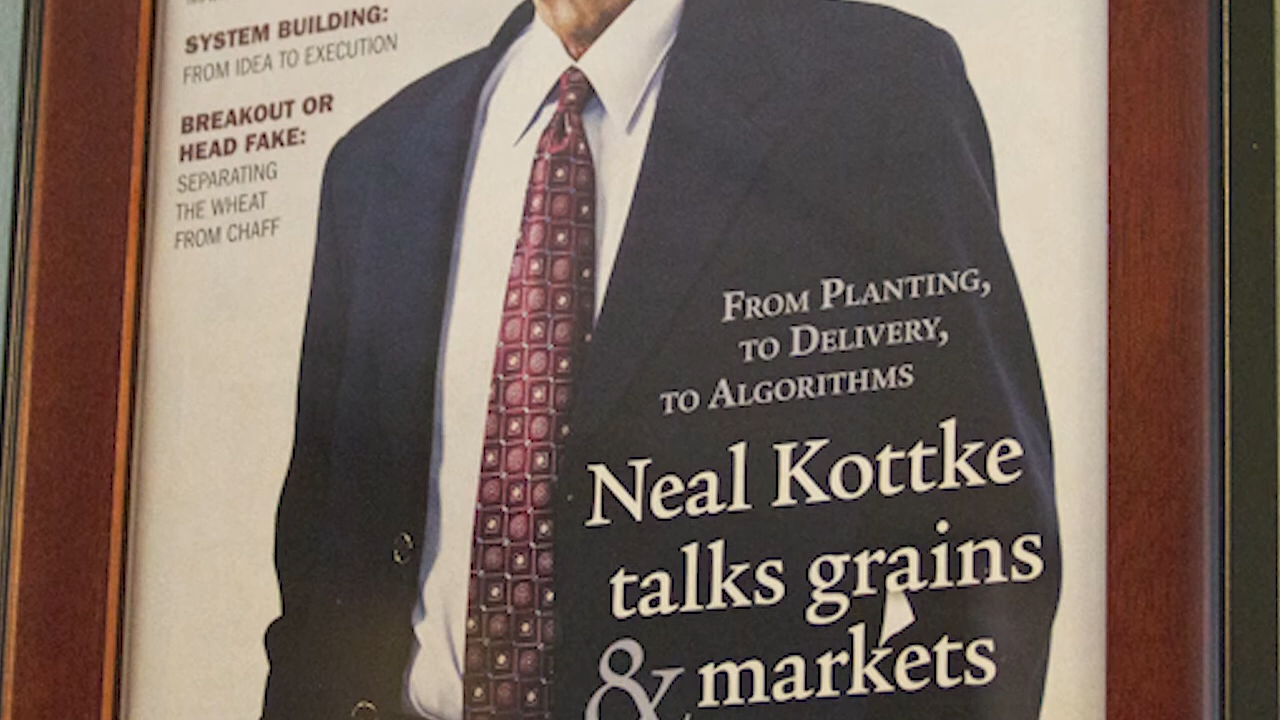 SYSTEM BUILDING:
FROM IDEA TO EXECUTION
BREAKOUT OR
HEAD FAKE:
SEPARATING
THE WHEAT
FROM CHAFF
FROM PLANTING,
TO DELIVERY,
TO ALGORITHMS
Neal Kottke
talks grains
& markets